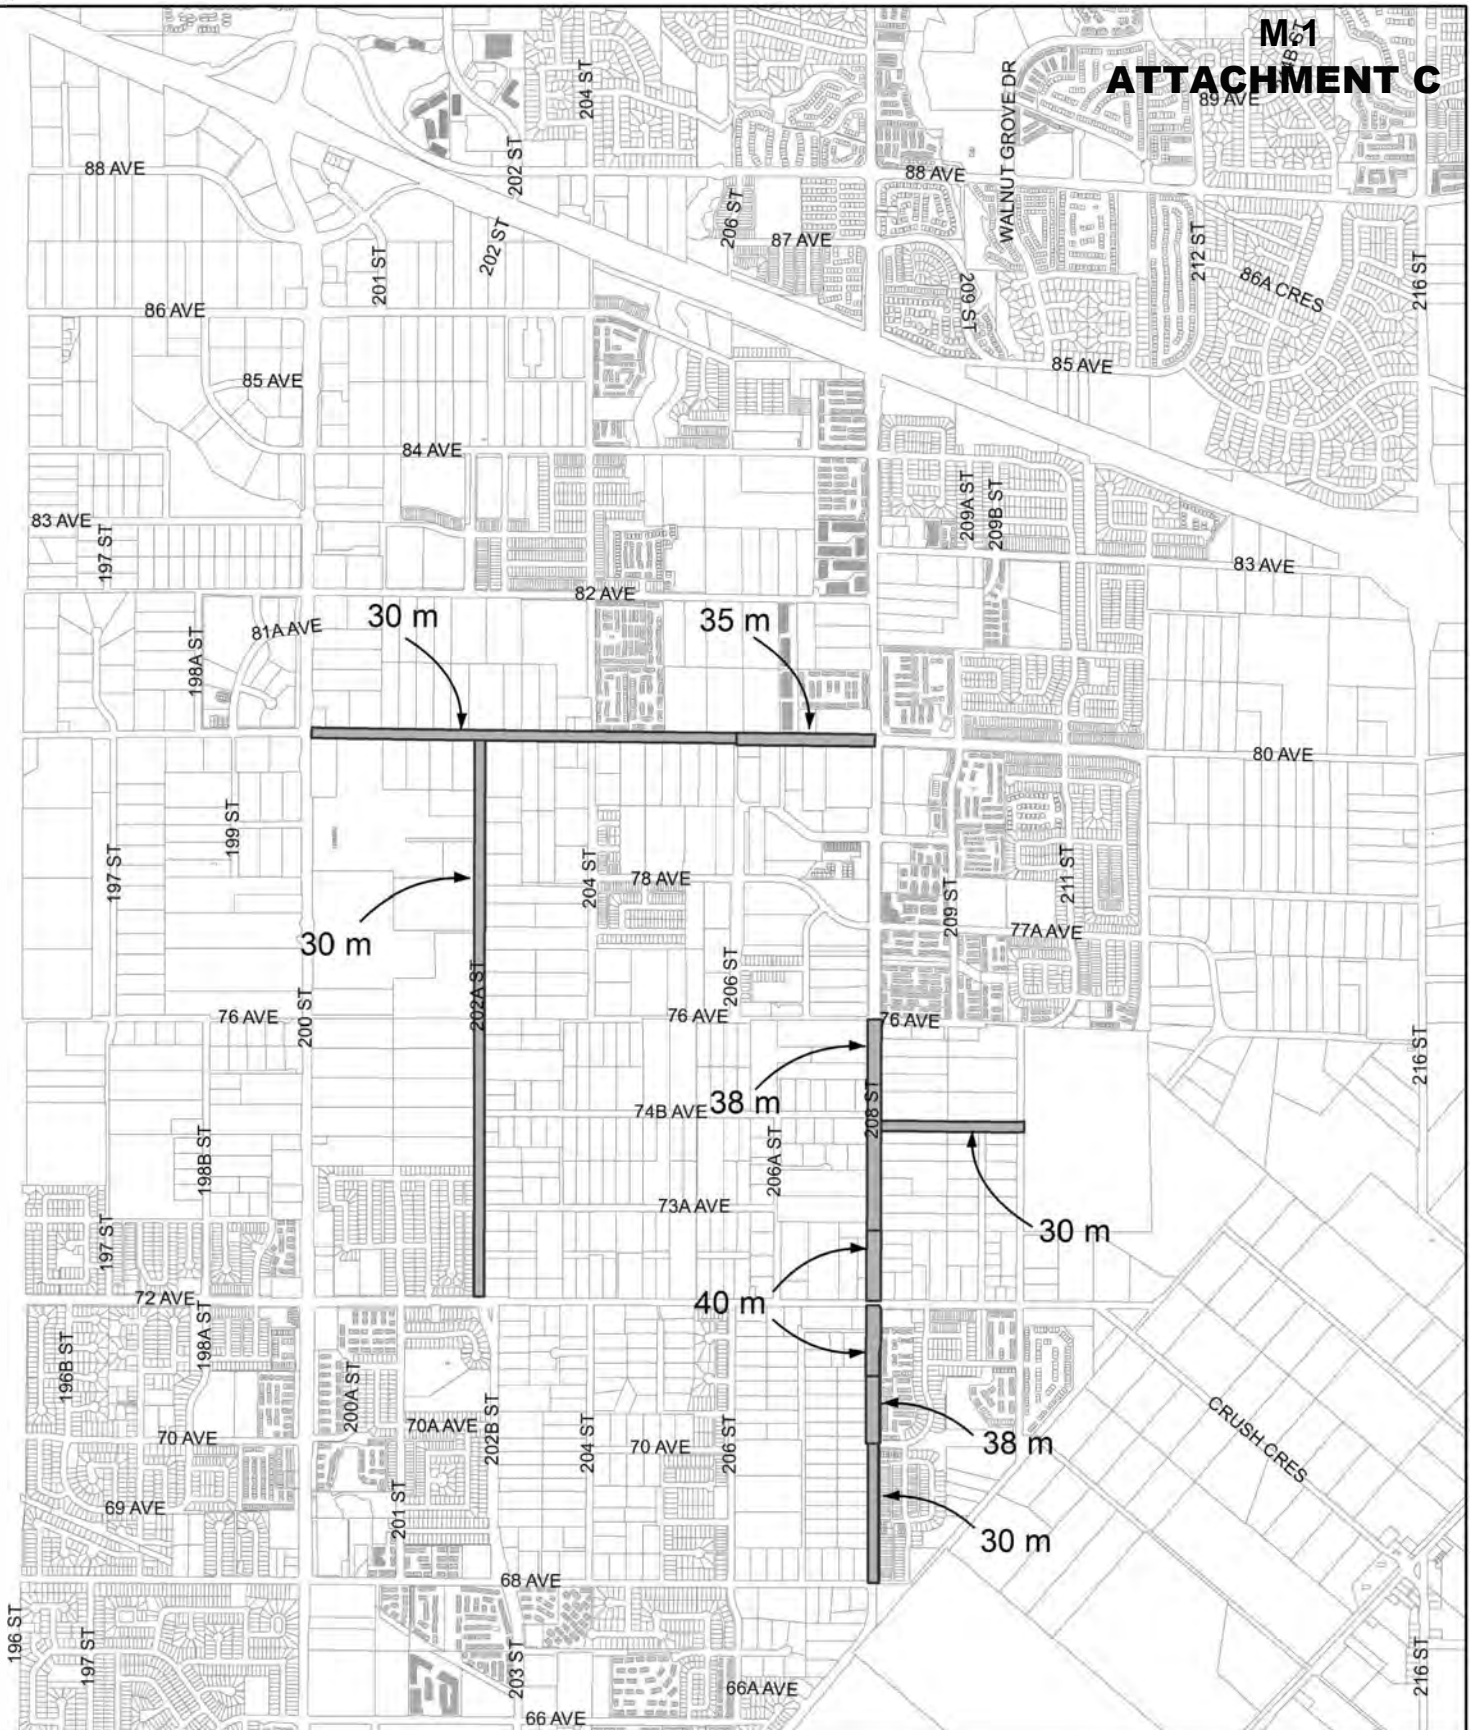 M.1
ATTACHMENT C
204 ST
WALNUT GROVE DR
89 AVE
88 AVE
202 ST
88 AVE
206 ST
87 AVE
202 ST
201 ST
212 ST
86A CRES
216 ST
209 ST
86 AVE
85 AVE
85 AVE
84 AVE
83 AVE
197 ST
209A ST
209B ST
83 AVE
82 AVE
30 m
35 m
81A AVE
198A ST
80 AVE
199 ST
197 ST
204 ST
78 AVE
211 ST
209 ST
30 m
77A AVE
202A ST
206 ST
200 ST
76 AVE
76 AVE
76 AVE
216 ST
38 m
74B AVE
208 ST
198B ST
206A ST
73A AVE
197 ST
30 m
72 AVE
40 m
198A ST
196B ST
200A ST
70A AVE
202B ST
204 ST
70 AVE
206 ST
38 m
70 AVE
CRUSH CRES
69 AVE
201 ST
30 m
68 AVE
196 ST
197 ST
203 ST
66A AVE
216 ST
66 AVE